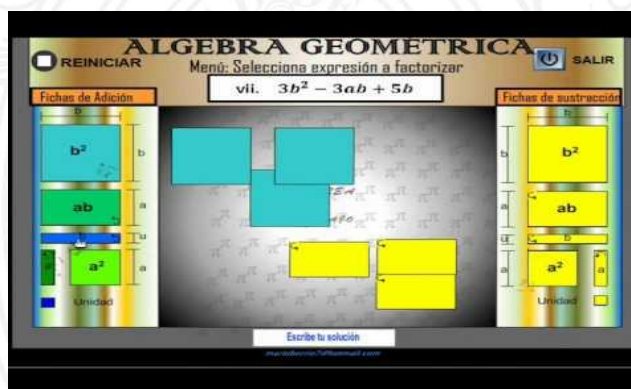 ALGEBRA GEOMÉTRICA
REINICIAR
Menú: Selecciona expresión a factorizar
SALIR
vii. 3b² − 3ab + 5b
Fichas de Adición
Fichas de sustracción
b
b
b²
b
b
b²
ab
a
a
ab
u
u
b
a
a²
a
a
a²
a
Unidad
Unidad
Escribe tu solución